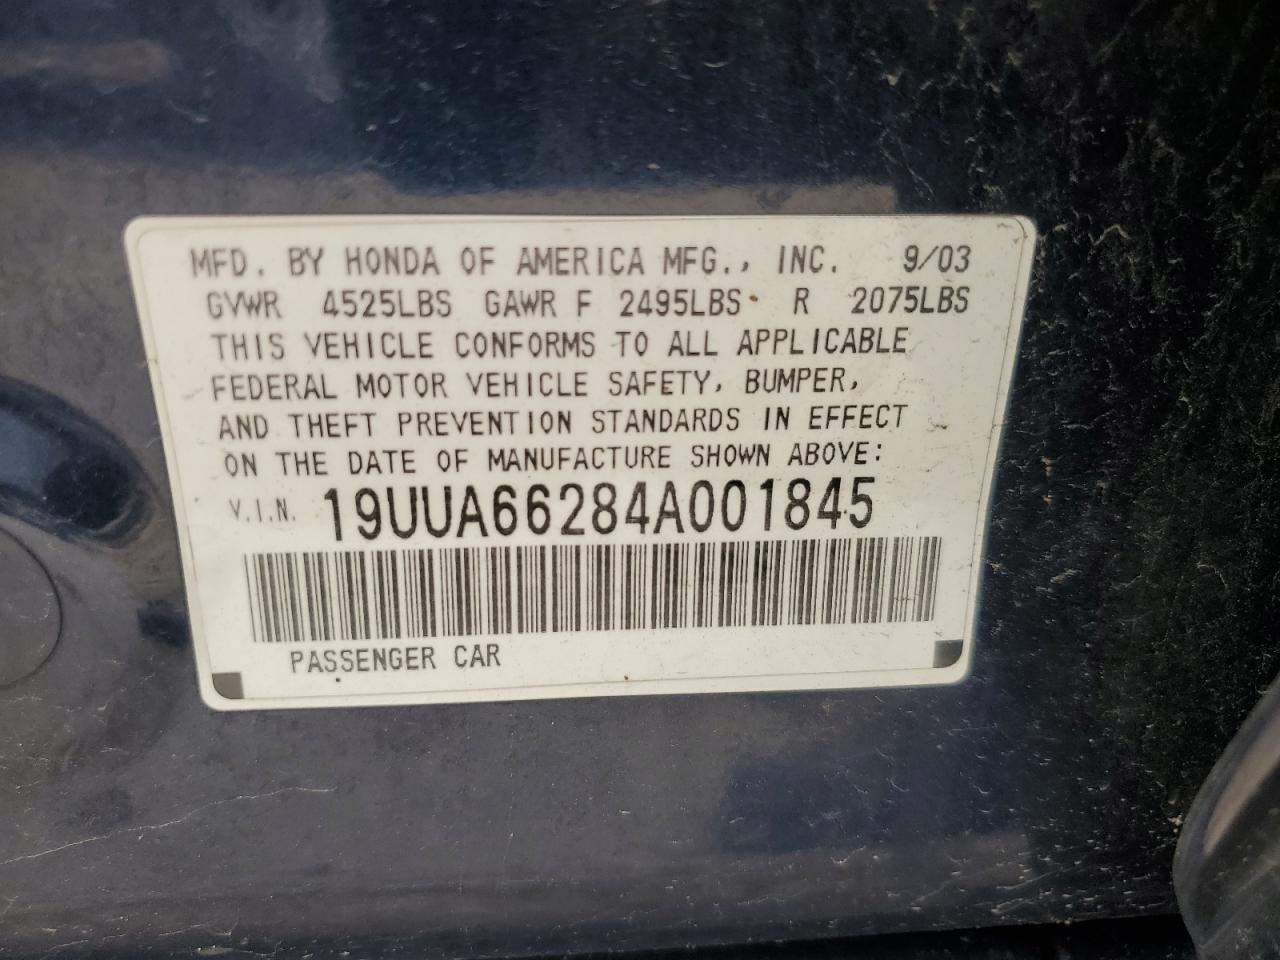 MFD. BY HONDA OF AMERICA MFG., INC. 9/03
GVWR 4525LBS GAWR F 2495LBS R 2075LBS
THIS VEHICLE CONFORMS TO ALL APPLICABLE
FEDERAL MOTOR VEHICLE SAFETY, BUMPER,
AND THEFT PREVENTION STANDARDS IN EFFECT
ON THE DATE OF MANUFACTURE SHOWN ABOVE:
V.I.N. 19UUA66284A001845
PASSENGER CAR